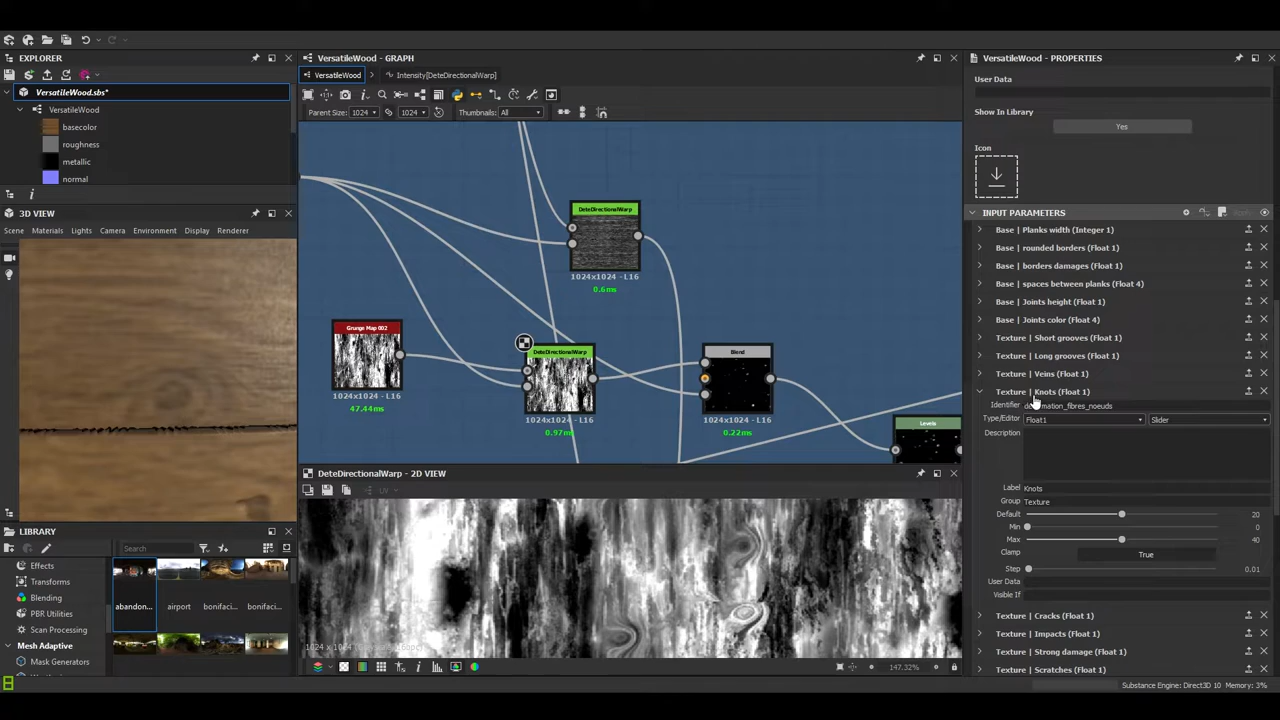 EXPLORER
VersatileWood.sbs*
VersatileWood
basecolor
roughness
metallic
normal
3D VIEW
Scene Materials Lights Camera Environment Display Renderer
LIBRARY
Search
Effects
Transforms
Blending
PBR Utilities
Scan Processing
Mesh Adaptive
Mask Generators
abandon...
airport
bonifaci...
bonifaci...
VersatileWood - GRAPH
VersatileWood
Intensity[DeteDirectionalWarp]
Parent Size: 1024 1024 Thumbnails: All
DeteDirectionalWarp
1024x1024 - L16
0.6ms
Grunge Map 002
47.44ms
DeteDirectionalWarp
1024x1024 - L16
0.97ms
Blend
1024x1024 - L16
0.22ms
Levels
DeteDirectionalWarp - 2D VIEW
UV
1024 x 1024
147.32%
VersatileWood - PROPERTIES
User Data
Show In Library
Yes
Icon
INPUT PARAMETERS
Base | Planks width (Integer 1)
Base | rounded borders (Float 1)
Base | borders damages (Float 1)
Base | spaces between planks (Float 4)
Base | Joints height (Float 1)
Base | Joints color (Float 4)
Texture | Short grooves (Float 1)
Texture | Long grooves (Float 1)
Texture | Veins (Float 1)
Texture | Knots (Float 1)
Identifier
Type/Editor Float1 Slider
Description
Label Knots
Group Texture
Default 20
Min 0
Max 40
Clamp True
Step 0.01
User Data
Visible If
Texture | Cracks (Float 1)
Texture | Impacts (Float 1)
Texture | Strong damage (Float 1)
Texture | Scratches (Float 1)
Substance Engine: Direct3D 10 Memory: 3%